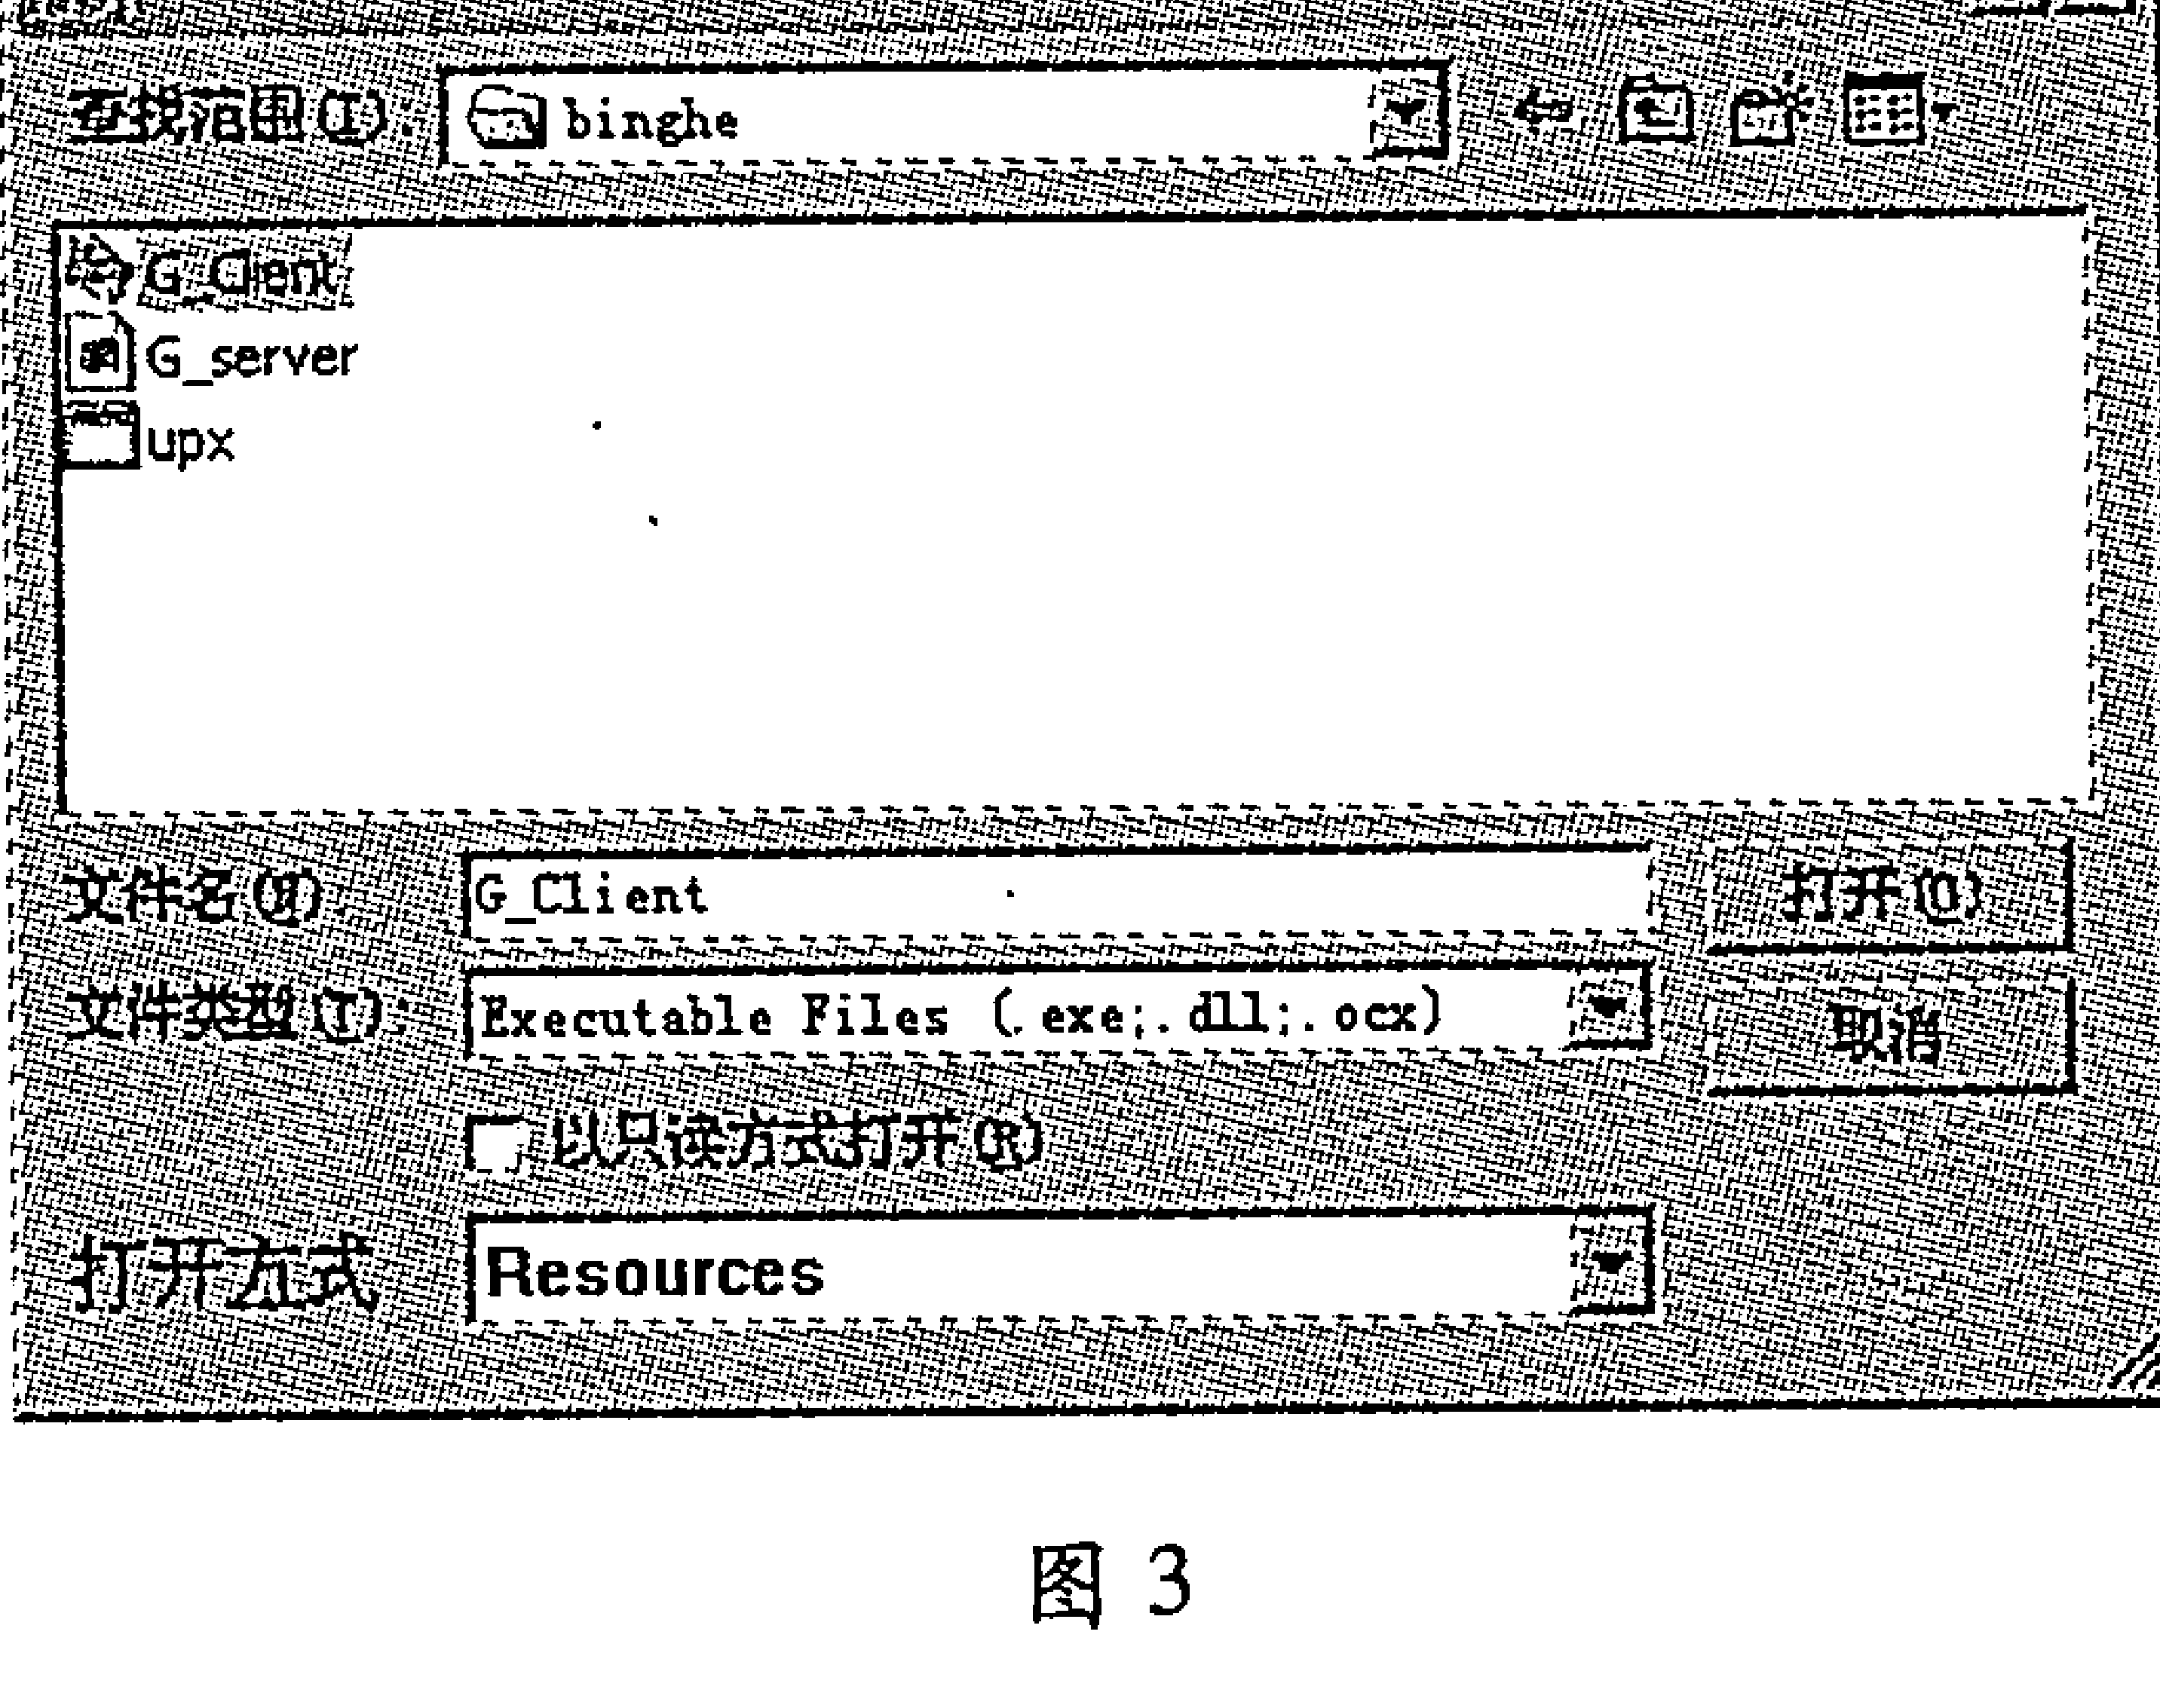 查找范围(I): binghe
G_Client
G_server
upx
文件名(N) G_Client 打开(O)
文件类型(T): Executable Files (.exe;.dll;.ocx) 取消
以只读方式打开(R)
打开方式 Resources
图 3